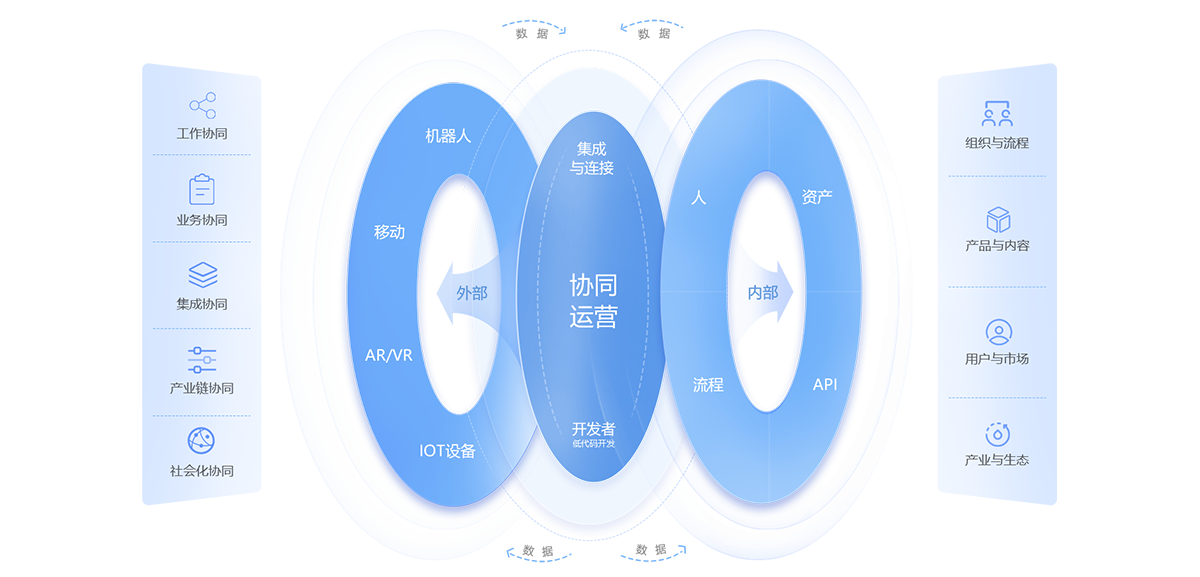 数据
数据
工作协同
业务协同
集成协同
产业链协同
社会化协同
机器人
移动
外部
AR/VR
IOT设备
集成
与连接
协同
运营
开发者
低代码开发
人
资产
内部
流程
API
组织与流程
产品与内容
用户与市场
产业与生态
数据
数据